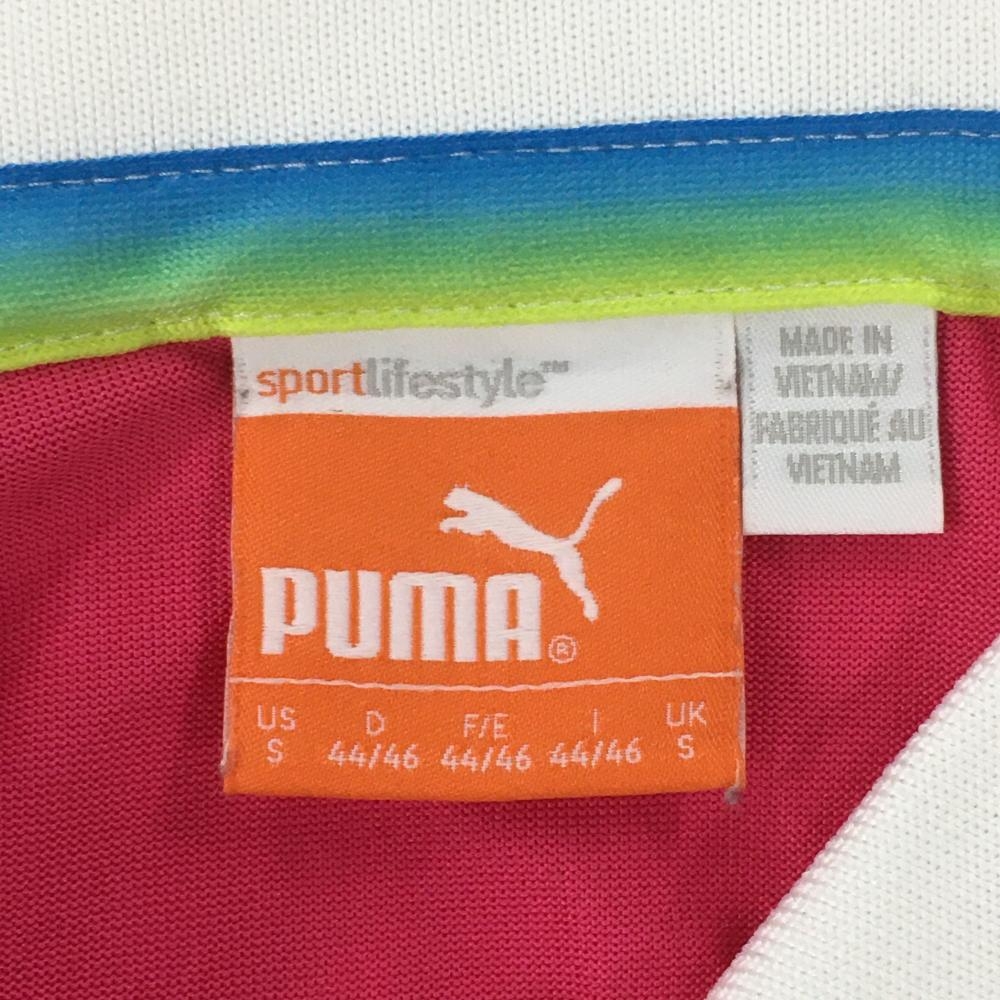 sportlifestyle™
PUMA®
US D F/E I UK
S 44/46 44/46 44/46 S
MADE IN
VIETNAM/
FABRIQUÉ AU
VIETNAM